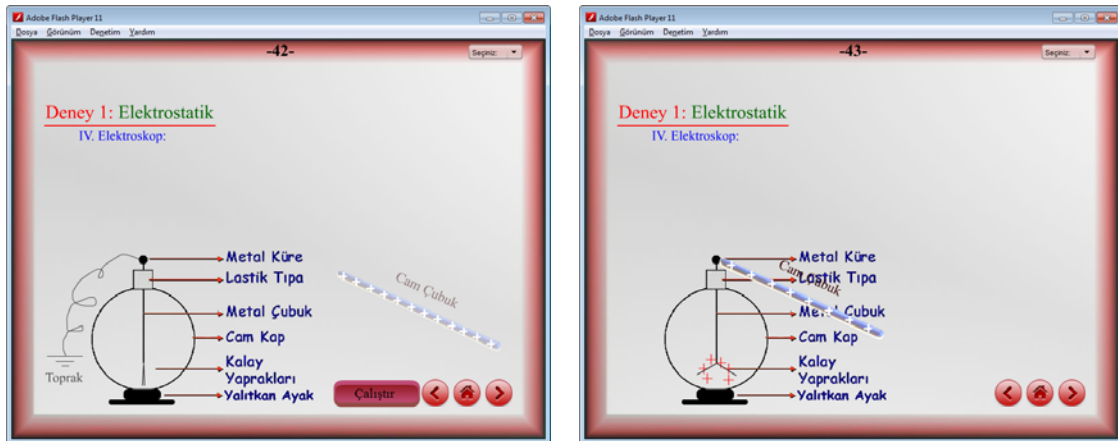 Adobe Flash Player 11
Dosya Görünüm Denetim Yardım
-42-
Seçiniz:
Deney 1: Elektrostatik
IV. Elektroskop:
Metal Küre
Lastik Tıpa
Cam Çubuk
Metal Çubuk
Cam Kap
Toprak
Kalay
Yaprakları
Yalıtkan Ayak
Çalıştır
Adobe Flash Player 11
Dosya Görünüm Denetim Yardım
-43-
Seçiniz:
Deney 1: Elektrostatik
IV. Elektroskop:
Metal Küre
Cam Çubuk
Lastik Tıpa
Metal Çubuk
Cam Kap
Kalay
Yaprakları
Yalıtkan Ayak